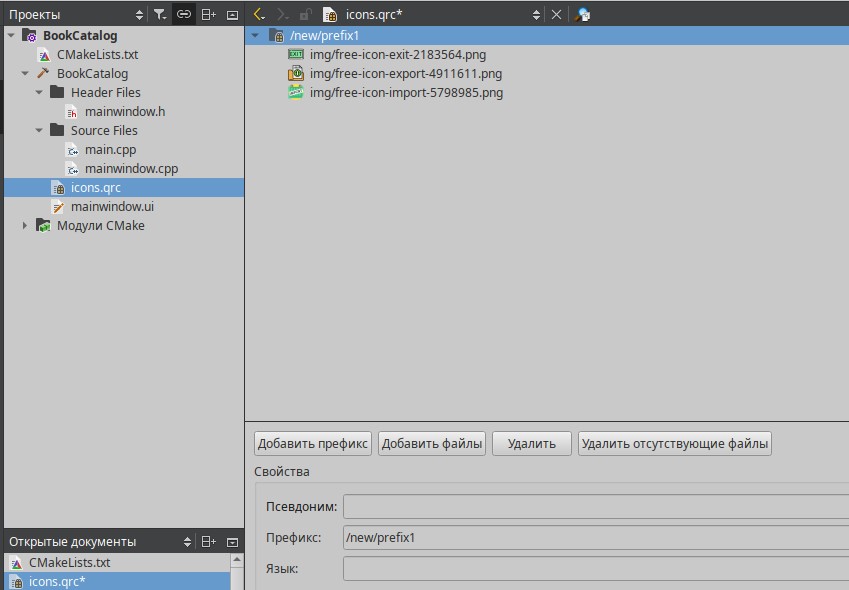 Проекты
BookCatalog
CMakeLists.txt
BookCatalog
Header Files
mainwindow.h
Source Files
main.cpp
mainwindow.cpp
icons.qrc
mainwindow.ui
Модули CMake
Открытые документы
CMakeLists.txt
icons.qrc*
icons.qrc*
/new/prefix1
img/free-icon-exit-2183564.png
img/free-icon-export-4911611.png
img/free-icon-import-5798985.png
Добавить префикс Добавить файлы Удалить Удалить отсутствующие файлы
Свойства
Псевдоним:
Префикс: /new/prefix1
Язык: